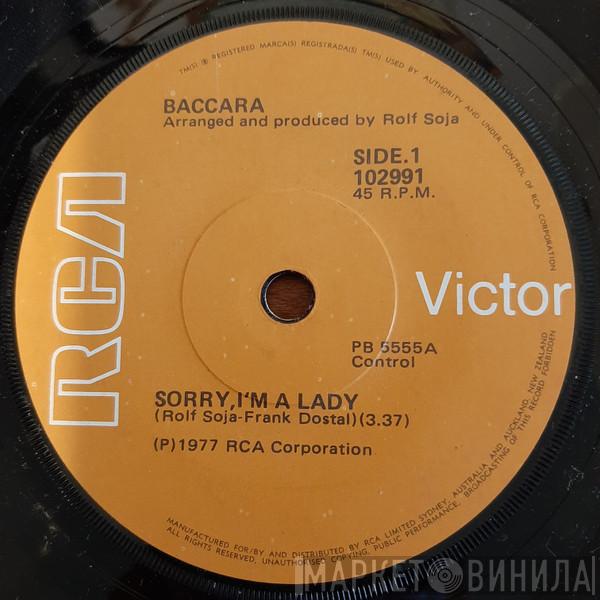 TM(S) ® REGISTERED MARCA(S) REGISTRADA(S) TM(S) USED BY AUTHORITY AND UNDER CONTROL OF RCA CORPORATION
BACCARA
Arranged and produced by Rolf Soja
SIDE.1
102991
45 R.P.M.
RCA
Victor
PB 5555A
Control
SORRY,I'M A LADY
(Rolf Soja-Frank Dostal)(3.37)
(P)1977 RCA Corporation
MANUFACTURED FOR/BY AND DISTRIBUTED BY RCA LIMITED SYDNEY, AUSTRALIA AND AUCKLAND, NEW ZEALAND
ALL RIGHTS RESERVED, UNAUTHORISED COPYING, PUBLIC PERFORMANCE, BROADCASTING OF THIS RECORD FORBIDDEN
МАРКЕТ ВИНИЛА